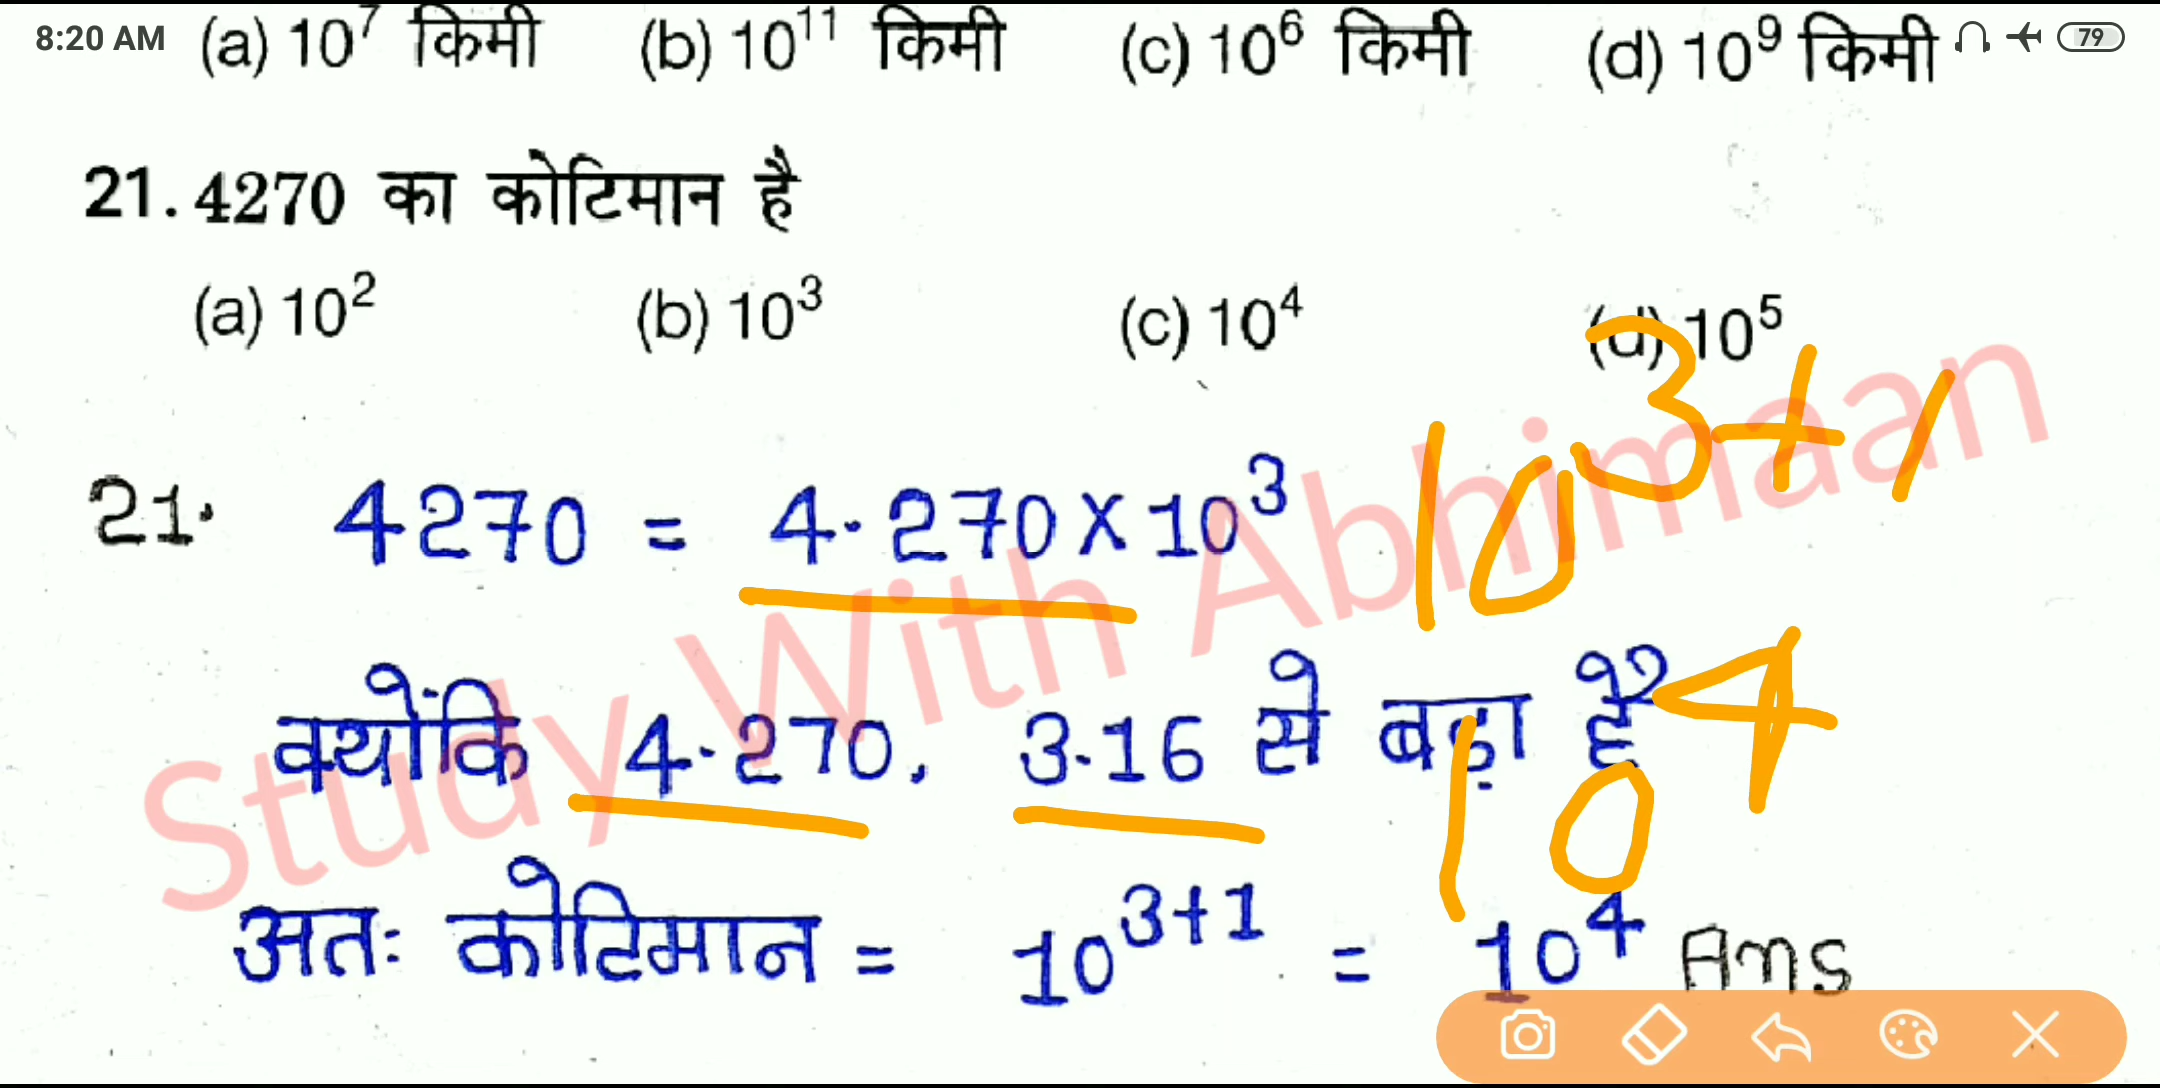 8:20 AM
79
(a) 10⁷ किमी (b) 10¹¹ किमी (c) 10⁶ किमी (d) 10⁹ किमी
21. 4270 का कोटिमान है
(a) 10² (b) 10³ (c) 10⁴ (d) 10⁵
21. 4270 = 4.270 X 10³
10³⁺¹
क्योंकि 4.270, 3.16 से बड़ा है
10⁴
अतः कोटिमान = 10³⁺¹ = 10⁴ Ans
Study With Abhimaan